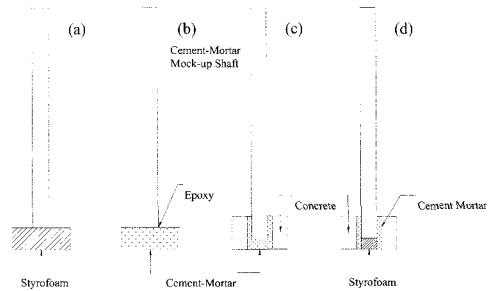 (a) (b) (c) (d)
Cement-Mortar
Mock-up Shaft
Epoxy
Concrete
Cement Mortar
Styrofoam
Cement-Mortar
Styrofoam